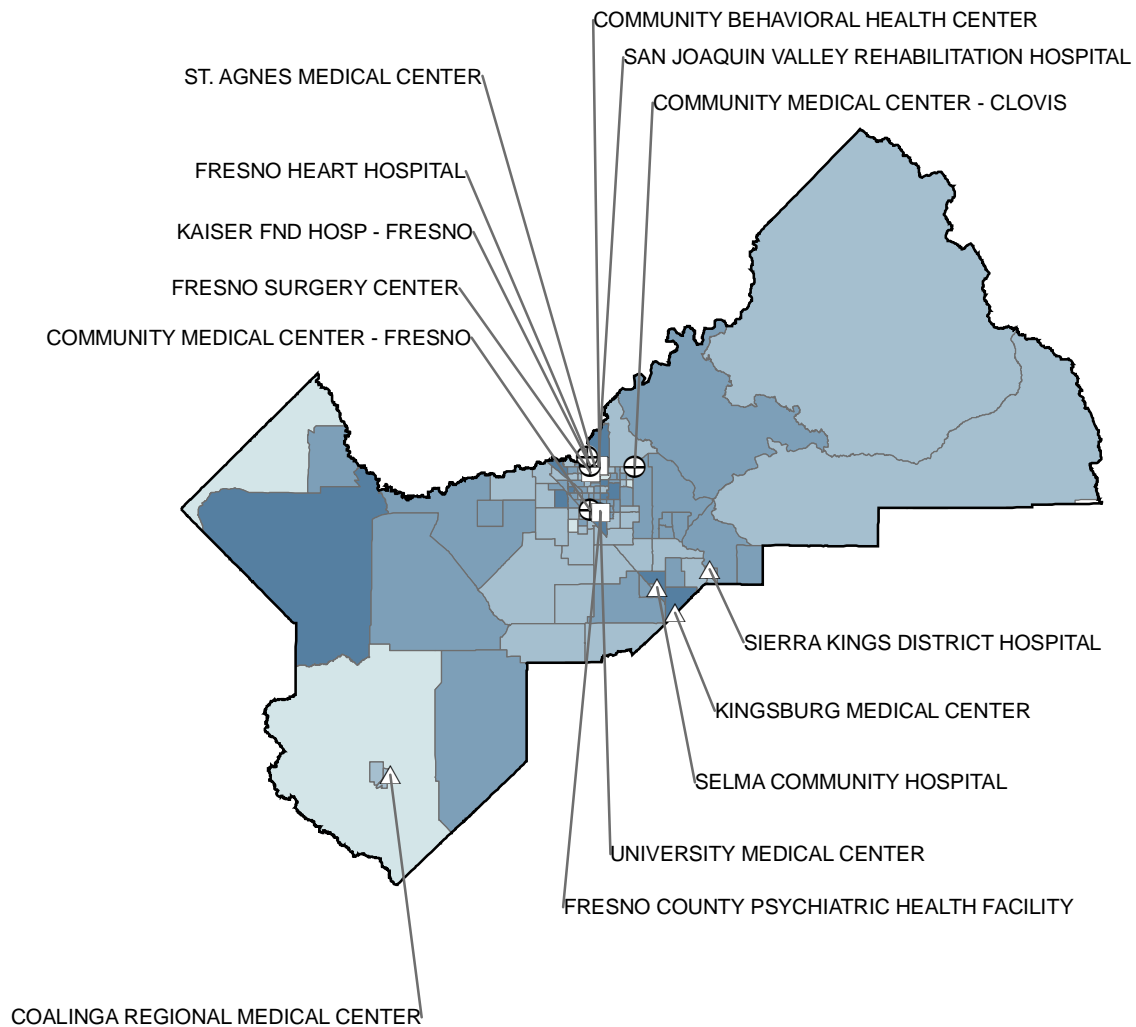 COMMUNITY BEHAVIORAL HEALTH CENTER
SAN JOAQUIN VALLEY REHABILITATION HOSPITAL
ST. AGNES MEDICAL CENTER
COMMUNITY MEDICAL CENTER - CLOVIS
FRESNO HEART HOSPITAL
KAISER FND HOSP - FRESNO
FRESNO SURGERY CENTER
COMMUNITY MEDICAL CENTER - FRESNO
SIERRA KINGS DISTRICT HOSPITAL
KINGSBURG MEDICAL CENTER
SELMA COMMUNITY HOSPITAL
UNIVERSITY MEDICAL CENTER
FRESNO COUNTY PSYCHIATRIC HEALTH FACILITY
COALINGA REGIONAL MEDICAL CENTER